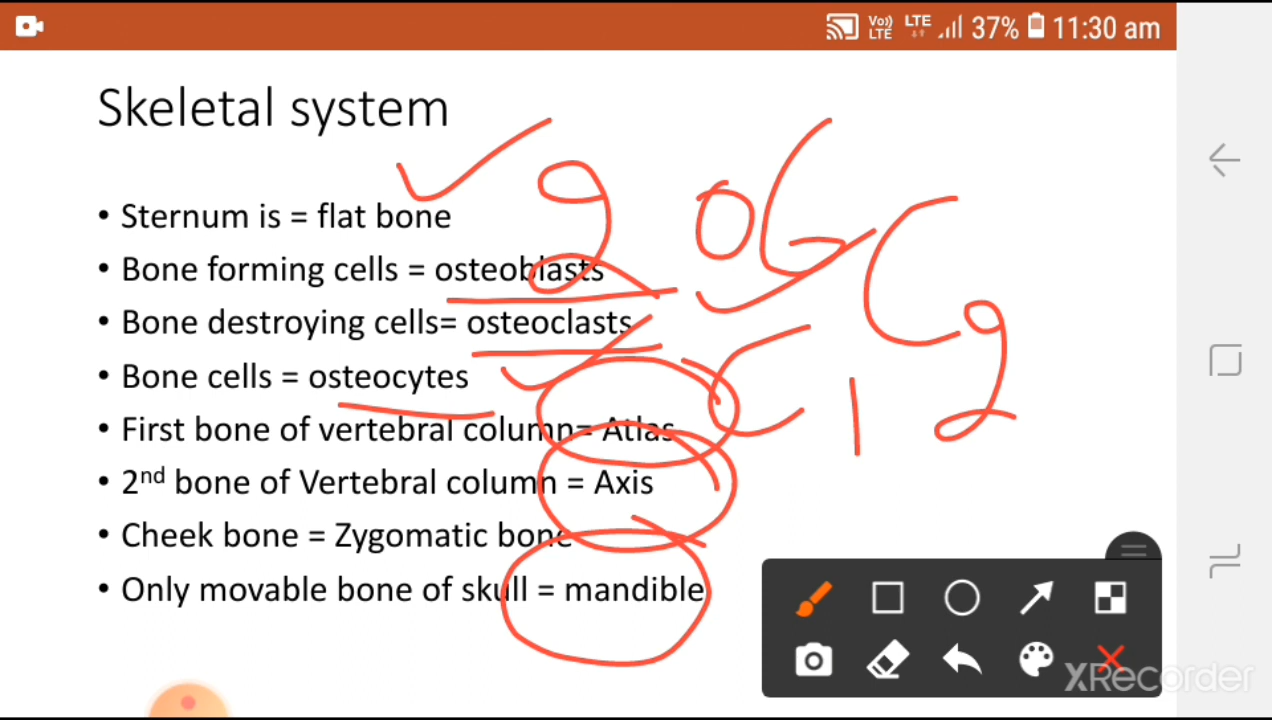 Vo)) LTE LTE 37% 11:30 am
Skeletal system
• Sternum is = flat bone
• Bone forming cells = osteoblasts
• Bone destroying cells= osteoclasts
• Bone cells = osteocytes
• First bone of vertebral column= Atlas
• 2nd bone of Vertebral column = Axis
• Cheek bone = Zygomatic bone
• Only movable bone of skull = mandible
C1
C2
XRecorder